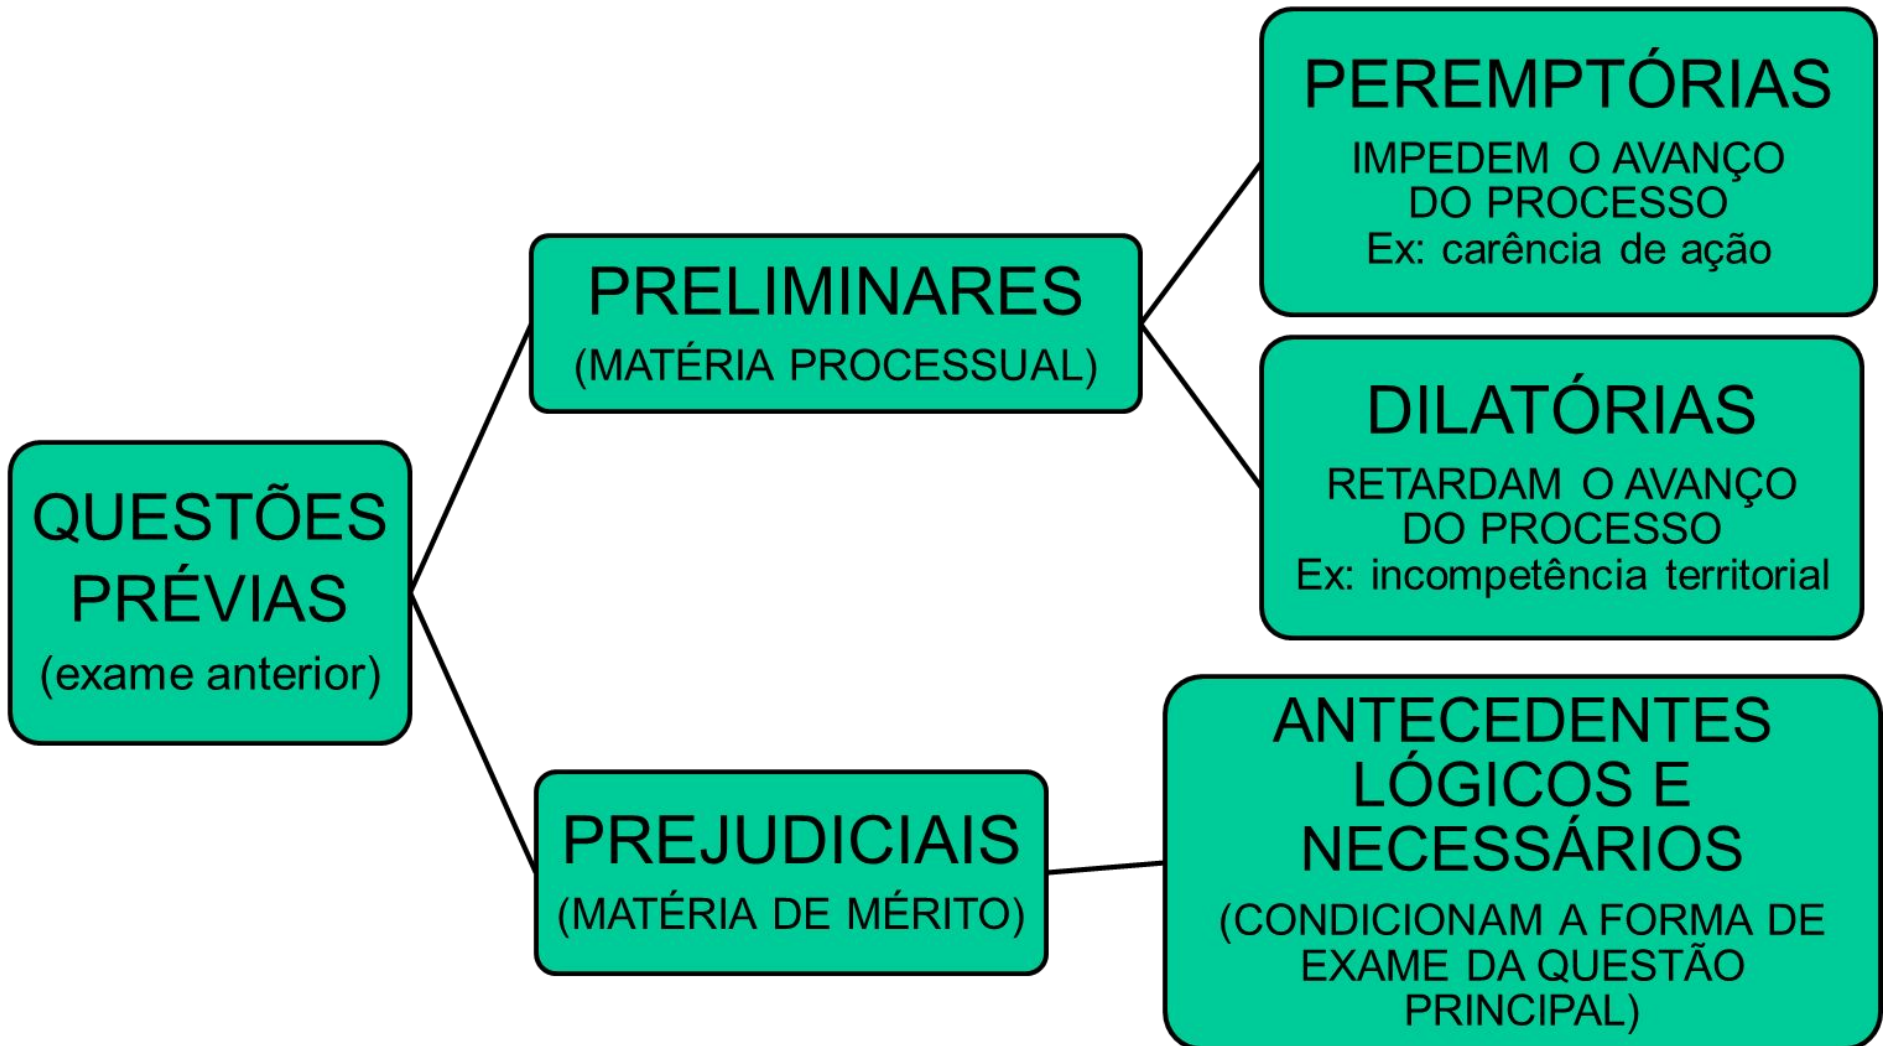 QUESTÕES
PRÉVIAS
(exame anterior)
PRELIMINARES
(MATÉRIA PROCESSUAL)
PEREMPTÓRIAS
IMPEDEM O AVANÇO
DO PROCESSO
Ex: carência de ação
DILATÓRIAS
RETARDAM O AVANÇO
DO PROCESSO
Ex: incompetência territorial
PREJUDICIAIS
(MATÉRIA DE MÉRITO)
ANTECEDENTES
LÓGICOS E
NECESSÁRIOS
(CONDICIONAM A FORMA DE
EXAME DA QUESTÃO
PRINCIPAL)